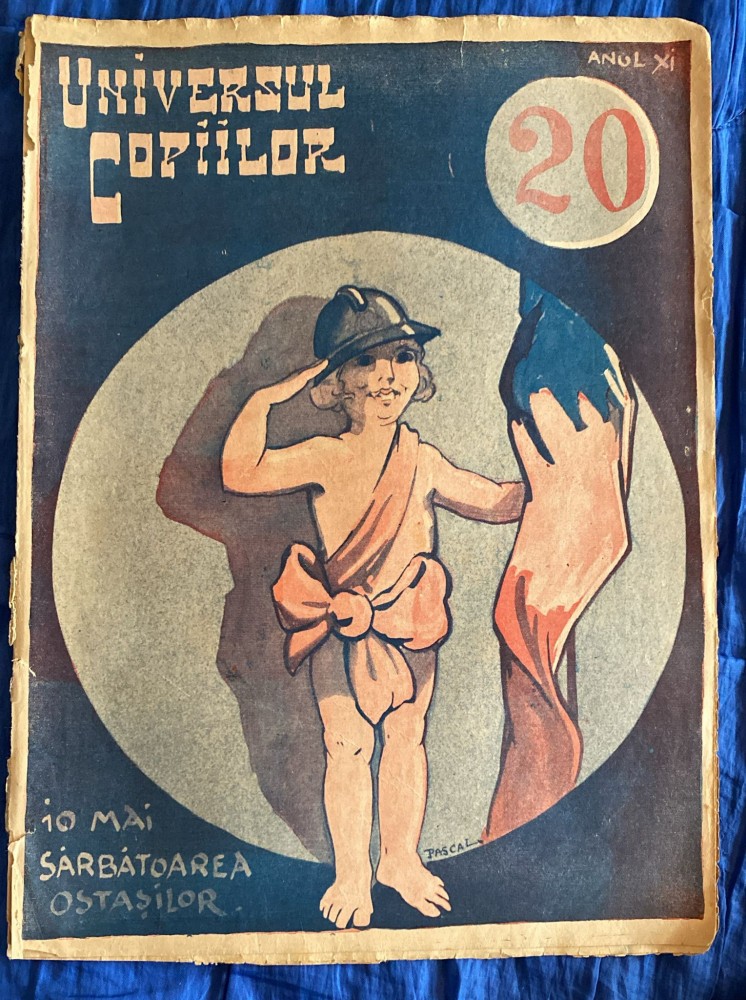 UNIVERSUL
COPIILOR
ANUL XI
20
10 MAI
SĂRBĂTOAREA
OSTAȘILOR
PASCAL